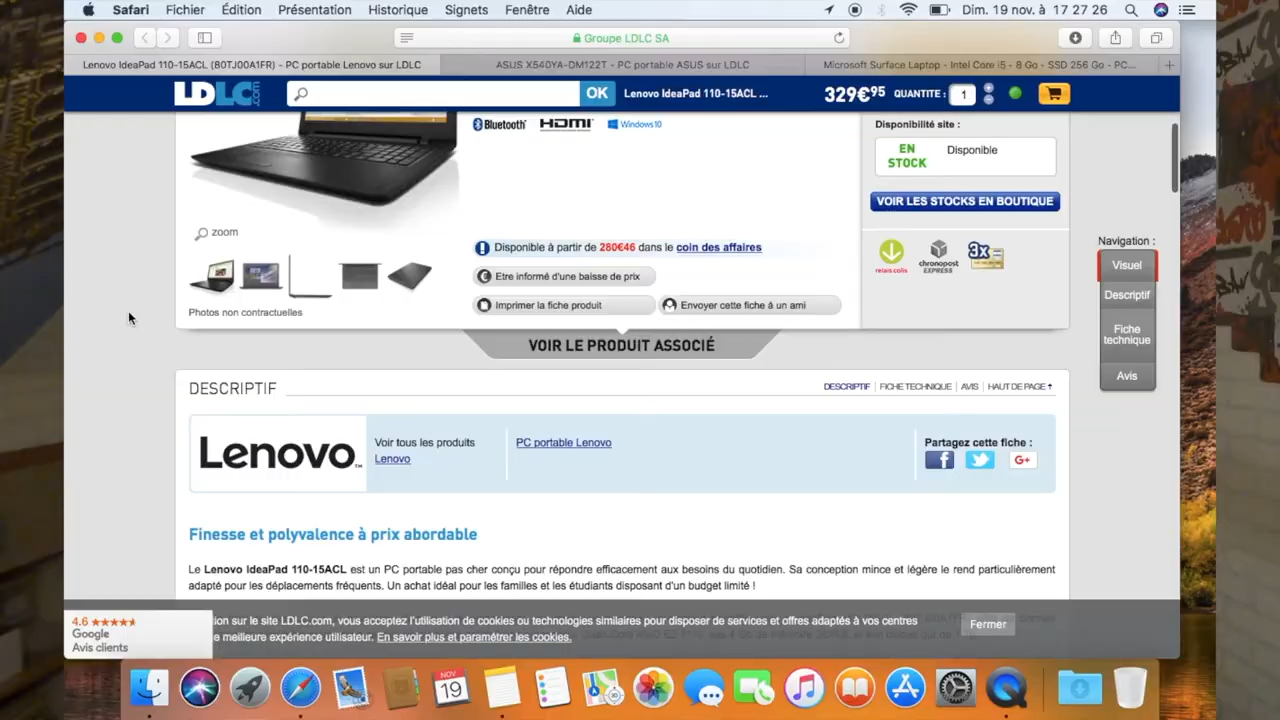 Safari Fichier Édition Présentation Historique Signets Fenêtre Aide Dim. 19 nov. à 17 27 26
Groupe LDLC SA
Lenovo IdeaPad 110-15ACL (80TJ00A1FR) - PC portable Lenovo sur LDLC
ASUS X540YA-DM122T - PC portable ASUS sur LDLC
Microsoft Surface Laptop - Intel Core i5 - 8 Go - SSD 256 Go - PC...
LDLC.com
OK
Lenovo IdeaPad 110-15ACL ...
329€95 QUANTITE : 1
Bluetooth HDMI Windows10
Disponibilité site :
EN STOCK
Disponible
VOIR LES STOCKS EN BOUTIQUE
zoom
Disponible à partir de 280€46 dans le coin des affaires
relais colis chronopost EXPRESS 3x
Navigation :
Visuel
Descriptif
Fiche technique
Avis
Etre informé d'une baisse de prix
Imprimer la fiche produit
Envoyer cette fiche à un ami
Photos non contractuelles
VOIR LE PRODUIT ASSOCIÉ
DESCRIPTIF
DESCRIPTIF FICHE TECHNIQUE AVIS HAUT DE PAGE
Lenovo
Voir tous les produits
Lenovo
PC portable Lenovo
Partagez cette fiche :
G+
Finesse et polyvalence à prix abordable
Le Lenovo IdeaPad 110-15ACL est un PC portable pas cher conçu pour répondre efficacement aux besoins du quotidien. Sa conception mince et légère le rend particulièrement
adapté pour les déplacements fréquents. Un achat idéal pour les familles et les étudiants disposant d'un budget limité !
4.6
Google
Avis clients
tion sur le site LDLC.com, vous acceptez l'utilisation de cookies ou technologies similaires pour disposer de services et offres adaptés à vos centres
e meilleure expérience utilisateur. En savoir plus et paramétrer les cookies.
Fermer
NOV
19